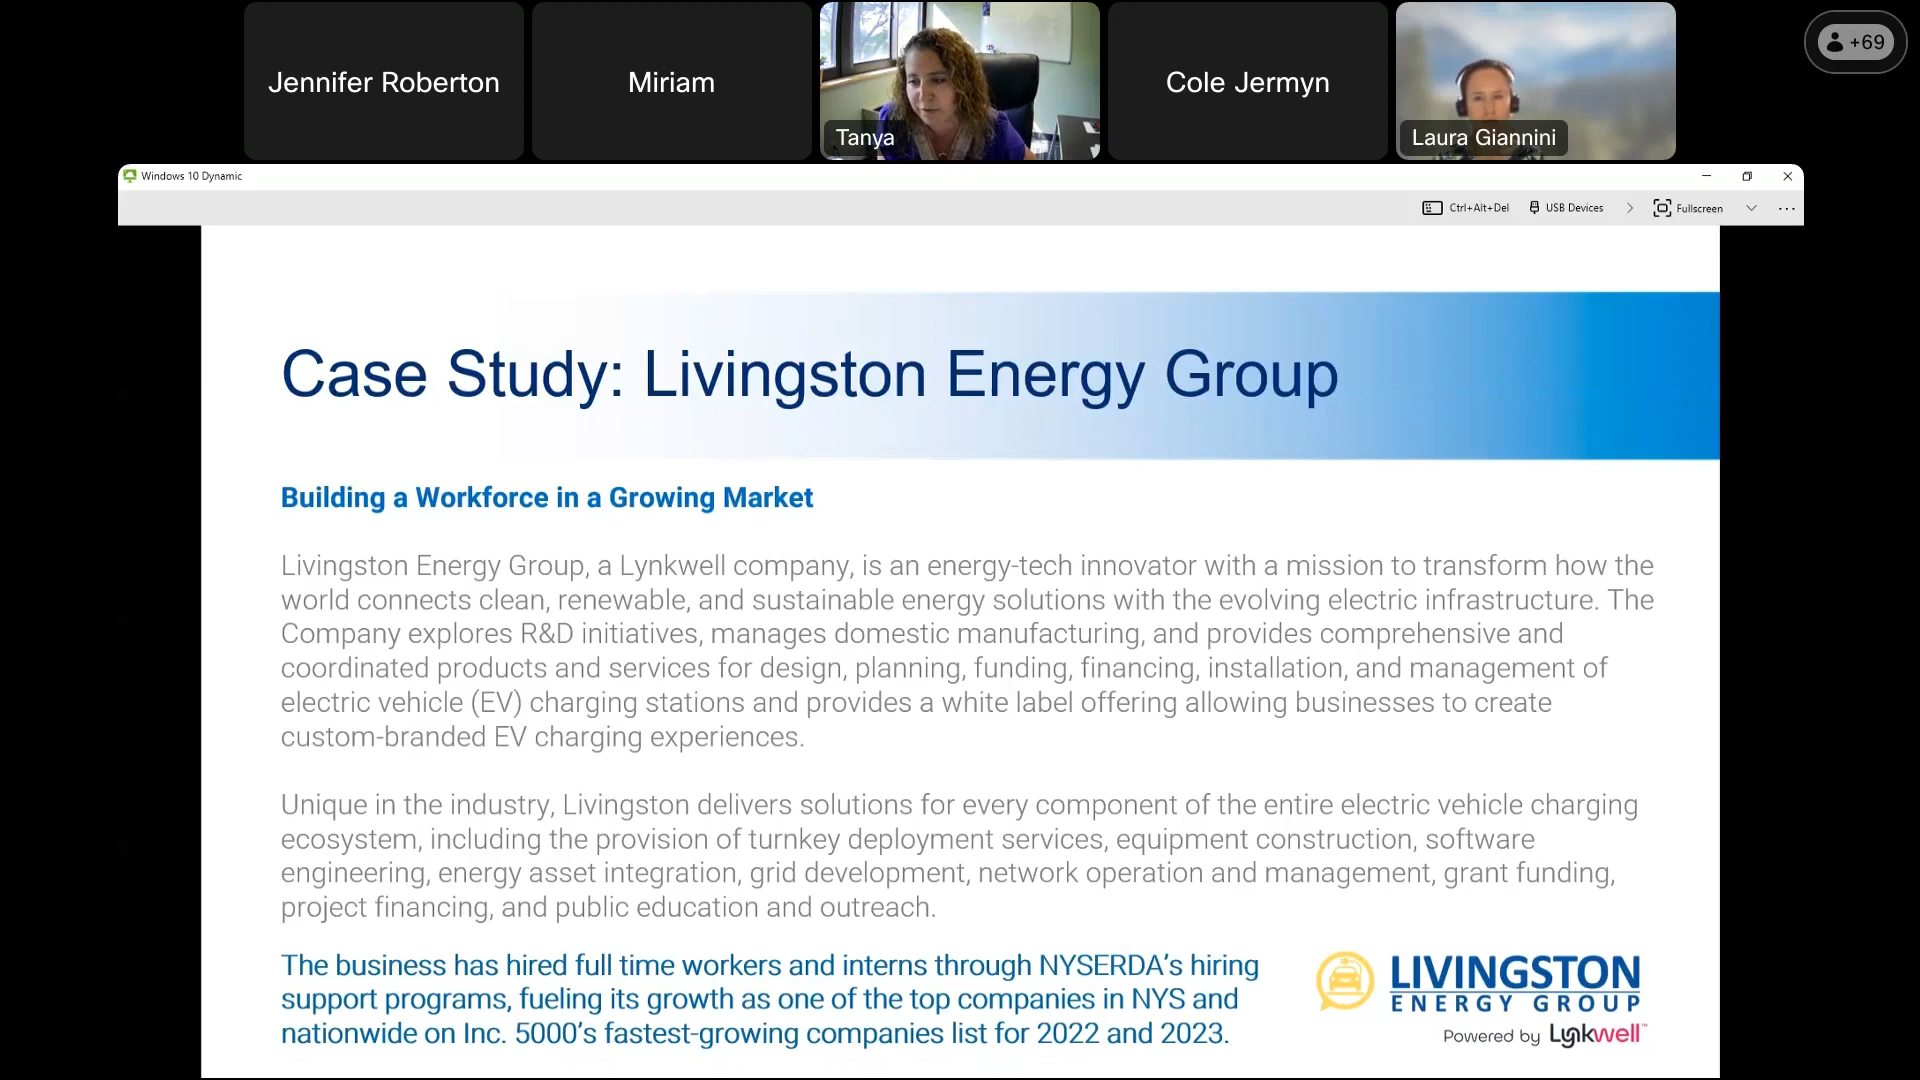 Jennifer Roberton
Miriam
Tanya
Cole Jermyn
Laura Giannini
+69
Windows 10 Dynamic
Ctrl+Alt+Del
USB Devices
Fullscreen
Case Study: Livingston Energy Group
Building a Workforce in a Growing Market
Livingston Energy Group, a Lynkwell company, is an energy-tech innovator with a mission to transform how the
world connects clean, renewable, and sustainable energy solutions with the evolving electric infrastructure. The
Company explores R&D initiatives, manages domestic manufacturing, and provides comprehensive and
coordinated products and services for design, planning, funding, financing, installation, and management of
electric vehicle (EV) charging stations and provides a white label offering allowing businesses to create
custom-branded EV charging experiences.
Unique in the industry, Livingston delivers solutions for every component of the entire electric vehicle charging
ecosystem, including the provision of turnkey deployment services, equipment construction, software
engineering, energy asset integration, grid development, network operation and management, grant funding,
project financing, and public education and outreach.
The business has hired full time workers and interns through NYSERDA's hiring
support programs, fueling its growth as one of the top companies in NYS and
nationwide on Inc. 5000's fastest-growing companies list for 2022 and 2023.
LIVINGSTON
ENERGY GROUP
Powered by Lynkwell™